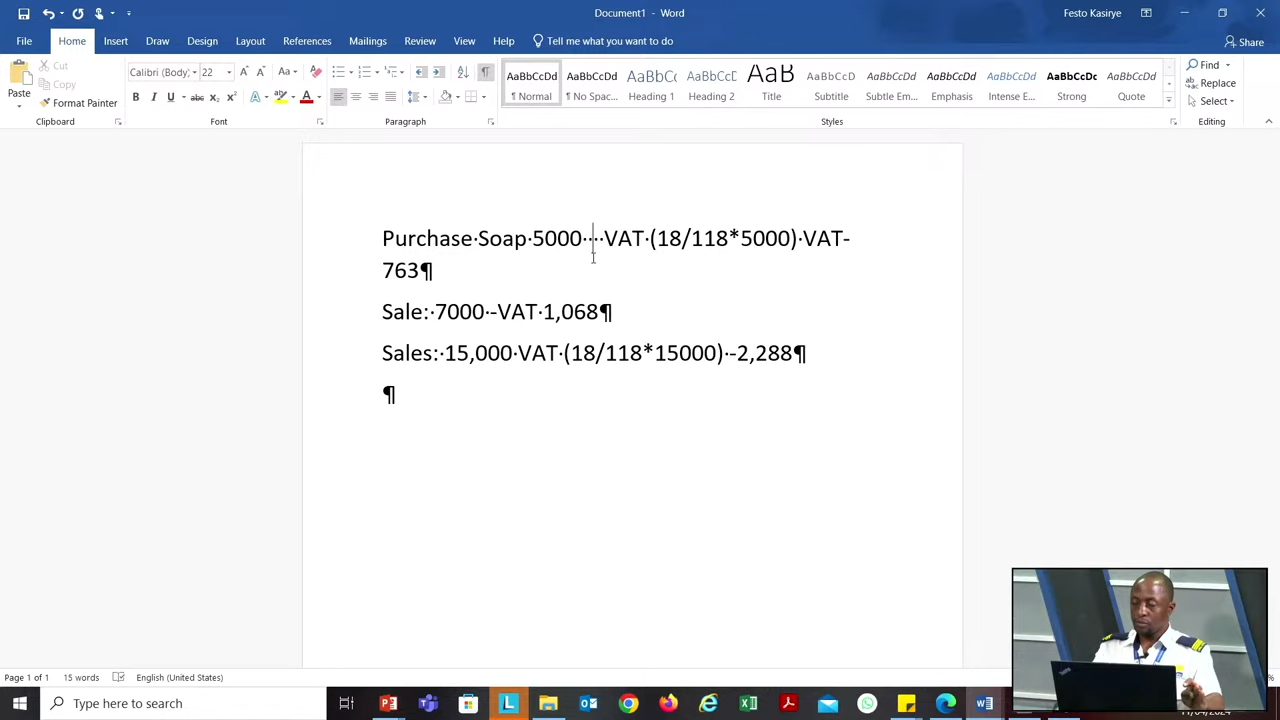 Document1 - Word
Festo Kasirye
File Home Insert Draw Design Layout References Mailings Review View Help Tell me what you want to do Share
Paste Cut Copy Format Painter
Calibri (Body) 22
AaBbCcDd AaBbCcDd AaBbCc AaBbCcD AaB AaBbCcD AaBbCcDd AaBbCcDd AaBbCcDd AaBbCcDc AaBbCcDd
¶ Normal ¶ No Spac... Heading 1 Heading 2 Title Subtitle Subtle Em... Emphasis Intense E... Strong Quote
Find Replace Select
Clipboard Font Paragraph Styles Editing
Purchase·Soap·5000····VAT·(18/118*5000)·VAT-
763¶
Sale:·7000·-VAT·1,068¶
Sales:·15,000·VAT·(18/118*15000)·-2,288¶
¶
Page 1 of 1 15 words English (United States)
Type here to search